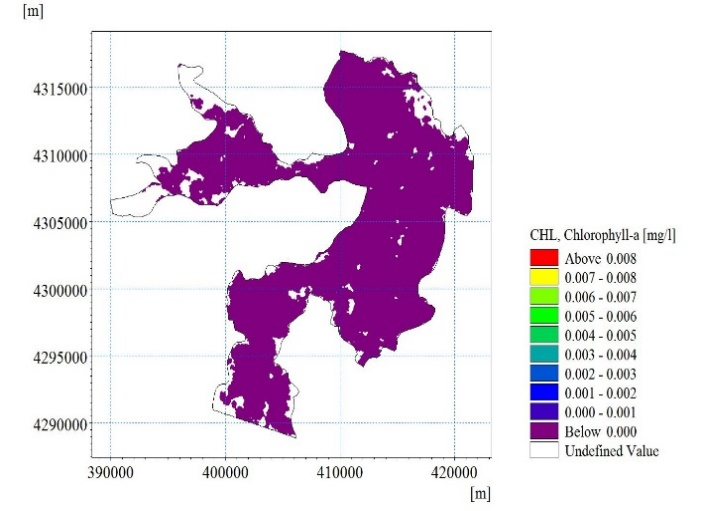 [m]
4315000
4310000
4305000
4300000
4295000
4290000
390000 400000 410000 420000
[m]
CHL, Chlorophyll-a [mg/l]
Above 0.008
0.007 - 0.008
0.006 - 0.007
0.005 - 0.006
0.004 - 0.005
0.003 - 0.004
0.002 - 0.003
0.001 - 0.002
0.000 - 0.001
Below 0.000
Undefined Value